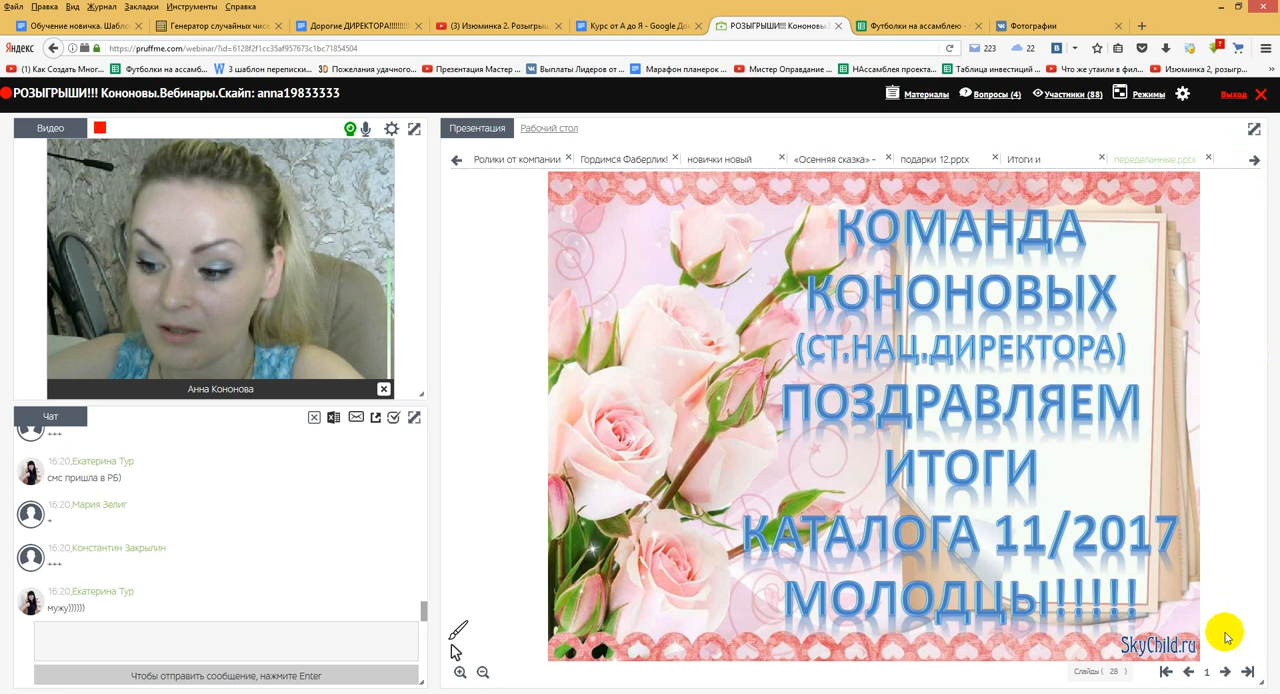 Файл Правка Вид Журнал Закладки Инструменты Справка
Обучение новичка. Шабло
Генератор случайных чисе
Дорогие ДИРЕКТОРА!!!!!!!!
(3) Изюминка 2. Розыгрыш
Курс от А до Я - Google До
РОЗЫГРЫШИ!!! Кононовы.
Футболки на ассамблею -
Фотографии
Яндекс
https://pruffme.com/webinar/?id=6128f2f1cc35af957673c1bc71854504
223
22
(1) Как Создать Мног...
Футболки на ассамб...
3 шаблон переписки...
Пожелания удачного...
Презентация Мастер ...
Выплаты Лидеров от ...
Марафон планерок ...
Мистер Оправдание ...
НАссамблея проекта...
Таблица инвестиций ...
Что же утаили в фил...
Изюминка 2, розыгр...
РОЗЫГРЫШИ!!! Кононовы.Вебинары.Скайп: anna19833333
Материалы
Вопросы (4)
Участники (88)
Режимы
Выход
Видео
Анна Кононова
Чат
+++
16:20,Екатерина Тур
смс пришла в РБ)
16:20,Мария Зелиг
+
16:20,Константин Закрылин
+++
16:20,Екатерина Тур
мужу))))))
Чтобы отправить сообщение, нажмите Enter
Презентация
Рабочий стол
Ролики от компании
Гордимся Фаберлик!
новички новый
«Осенняя сказка» -
подарки 12.pptx
Итоги и
переделанные.pptx
КОМАНДА
КОНОНОВЫХ
(СТ.НАЦ.ДИРЕКТОРА)
ПОЗДРАВЛЯЕМ
ИТОГИ
КАТАЛОГА 11/2017
МОЛОДЦЫ!!!!!
SkyChild.ru
Слайды ( 28 )
1